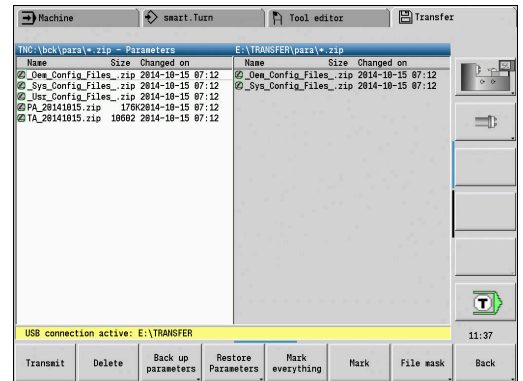 Machine smart.Turn Tool editor Transfer
TNC:\bck\para\*.zip - Parameters E:\TRANSFER\para\*.zip
Name Size Changed on Name Size Changed on
_Oem_Config_Files_.zip 2014-10-15 07:12 _Oem_Config_Files_.zip 2014-10-15 07:12
_Sys_Config_Files_.zip 2014-10-15 07:12 _Sys_Config_Files_.zip 2014-10-15 07:12
_Usr_Config_Files_.zip 2014-10-15 07:12
PA_20141015.zip 176K2014-10-15 07:12
TA_20141015.zip 10602 2014-10-15 07:12
T
USB connection active: E:\TRANSFER
11:37
Transmit Delete Back up parameters Restore Parameters Mark everything Mark File mask Back